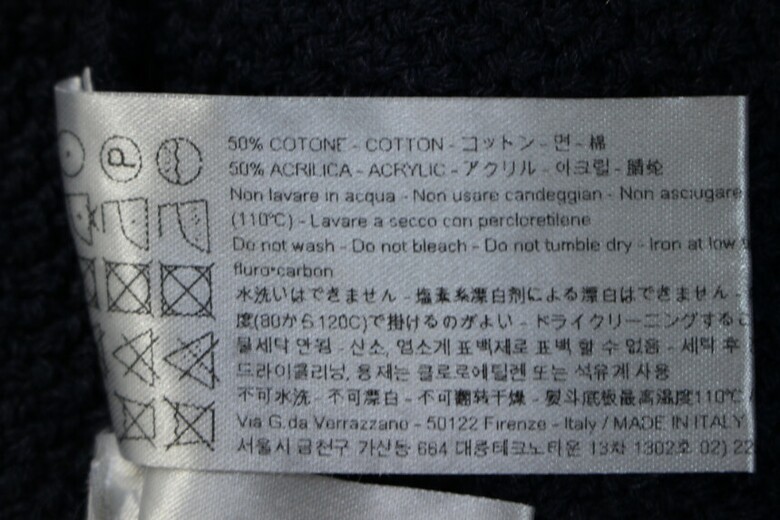 P
50% COTONE - COTTON - コットン - 면 - 棉
50% ACRILICA - ACRYLIC - アクリル - 아크릴 - 腈纶
Non lavare in acqua - Non usare candeggian - Non asciugare
(110°C) - Lavare a secco con percloretilene
Do not wash - Do not bleach - Do not tumble dry - Iron at low
fluro-carbon
水洗いはできません - 塩素系漂白剤による漂白はできません -
度(80から120C)で掛けるのがよい - ドライクリーニングする
물세탁 안됨 - 산소, 염소계 표백제로 표백 할 수 없음 - 세탁 후
드라이클리닝, 용제는 클로로에틸렌 또는 석유계 사용
不可水洗 - 不可漂白 - 不可翻转干燥 - 熨斗底板最高温度110°C
Via G.da Verrazzano - 50122 Firenze - Italy / MADE IN ITALY
서울시 금천구 가산동 664 대륭테크노타운 13차 1302호 02) 22